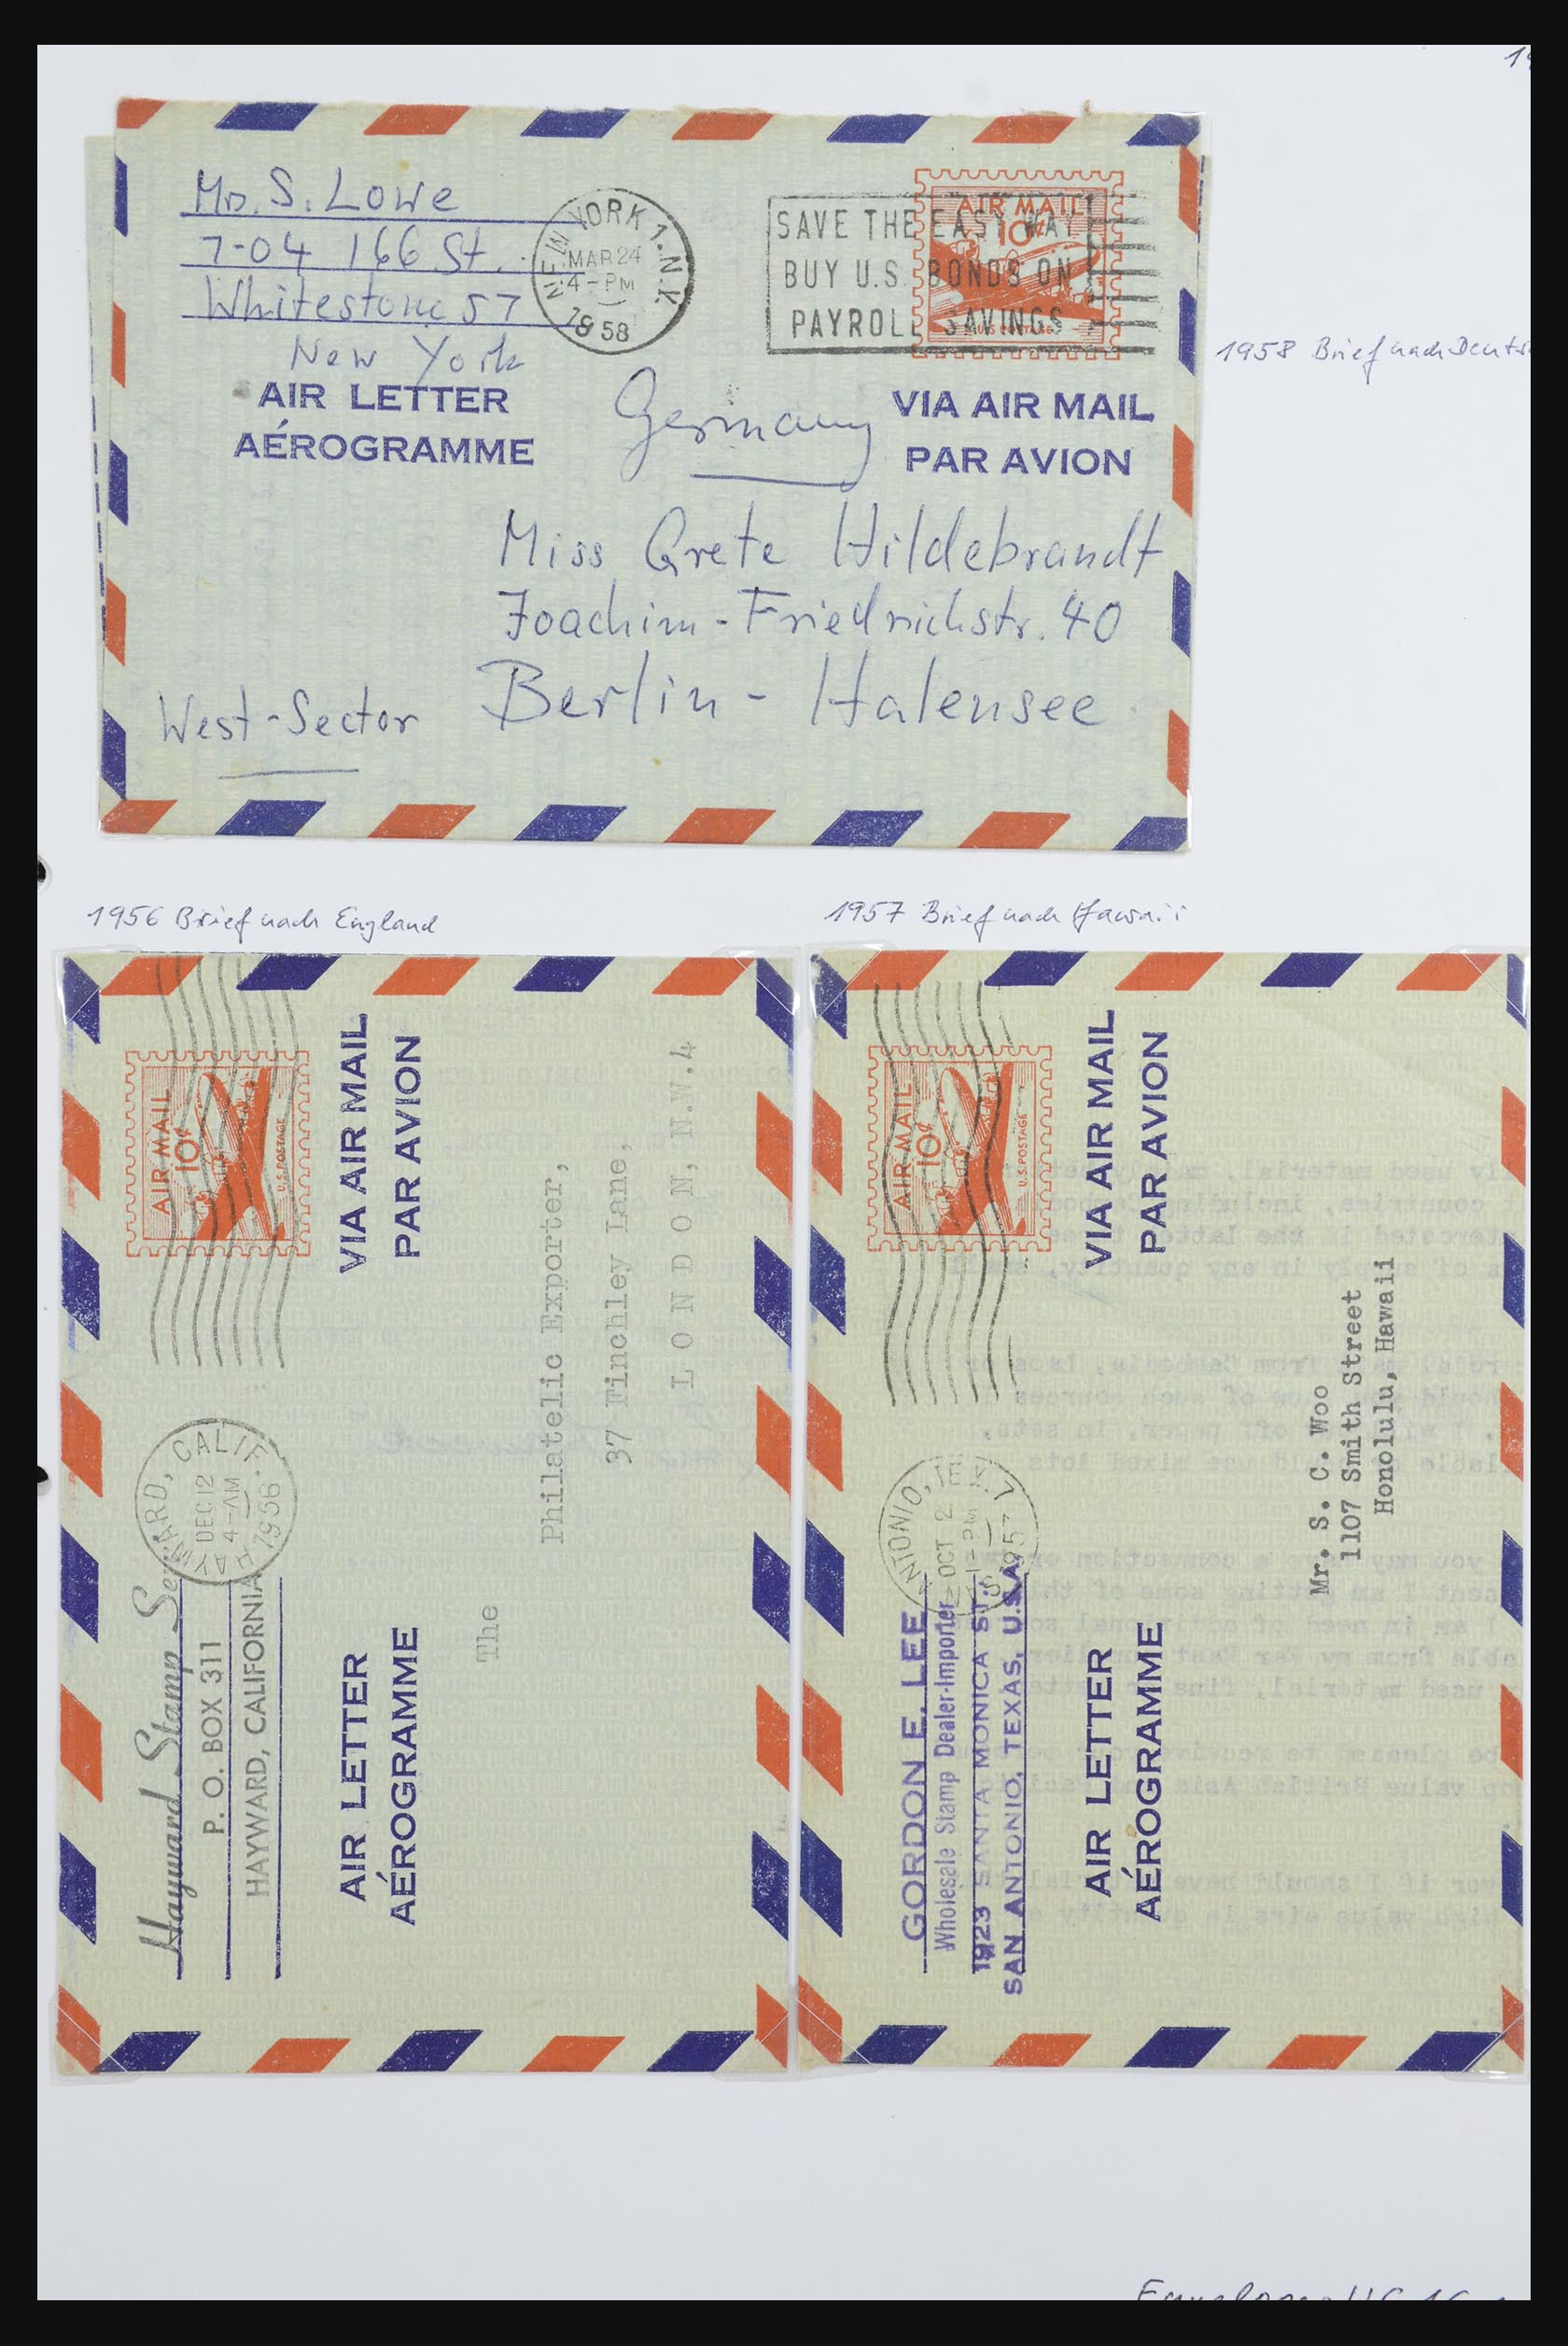 Mrs. S. Lowe
7-04 166 St.
Whitestone 57
New York
NEW YORK 1. N.Y.
MAR 24
4-PM
1958
SAVE THE EASY WAY
BUY U.S. BONDS ON
PAYROLL SAVINGS
AIR MAIL
10¢
AIR LETTER
AÉROGRAMME
Germany
VIA AIR MAIL
PAR AVION
Miss Grete Hildebrandt
Joachim-Friedrichstr. 40
Berlin - Halensee
West-Sector
1958 Brief nach
1956 Brief nach England
AIR MAIL
10¢
U.S. POSTAGE
VIA AIR MAIL
PAR AVION
HAYWARD, CALIF.
DEC 12
4-AM
1956
Hayward Stamp
P. O. BOX 311
HAYWARD, CALIFORNIA
AIR LETTER
AÉROGRAMME
The
Philatelic Exporter,
37 Finchley Lane,
LONDON, N.W.4
1957 Brief nach Hawaii
AIR MAIL
10¢
U.S. POSTAGE
VIA AIR MAIL
PAR AVION
OCT 2
1957
GORDON E. LEE
Wholesale Stamp Dealer-Importer
1923 SANTA MONICA ST.
SAN ANTONIO, TEXAS, U.S.A.
AIR LETTER
AÉROGRAMME
Mr. S. C. Woo
1107 Smith Street
Honolulu, Hawaii